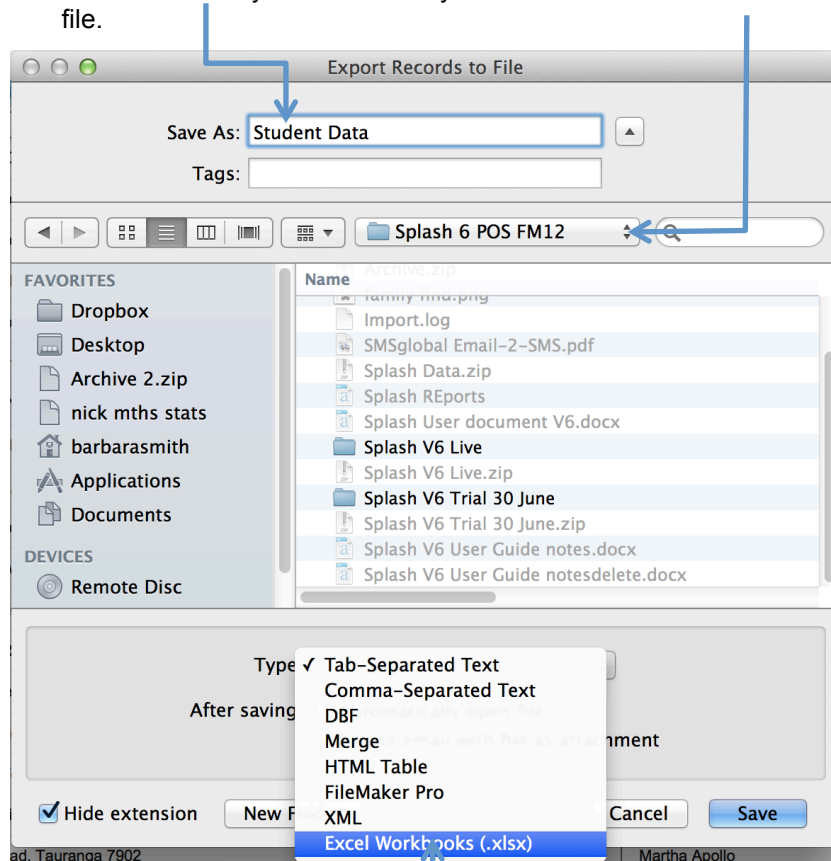 file.
Export Records to File
Save As: Student Data
Tags:
Splash 6 POS FM12
FAVORITES
Dropbox
Desktop
Archive 2.zip
nick mths stats
barbarasmith
Applications
Documents
DEVICES
Remote Disc
Name
Archive.zip
family find.png
Import.log
SMSglobal Email-2-SMS.pdf
Splash Data.zip
Splash REports
Splash User document V6.docx
Splash V6 Live
Splash V6 Live.zip
Splash V6 Trial 30 June
Splash V6 Trial 30 June.zip
Splash V6 User Guide notes.docx
Splash V6 User Guide notesdelete.docx
Type ✓ Tab-Separated Text
Comma-Separated Text
After saving
DBF
Merge
HTML Table
FileMaker Pro
XML
Excel Workbooks (.xlsx)
Hide extension
New
Cancel
Save
ad, Tauranga 7902
Martha Apollo